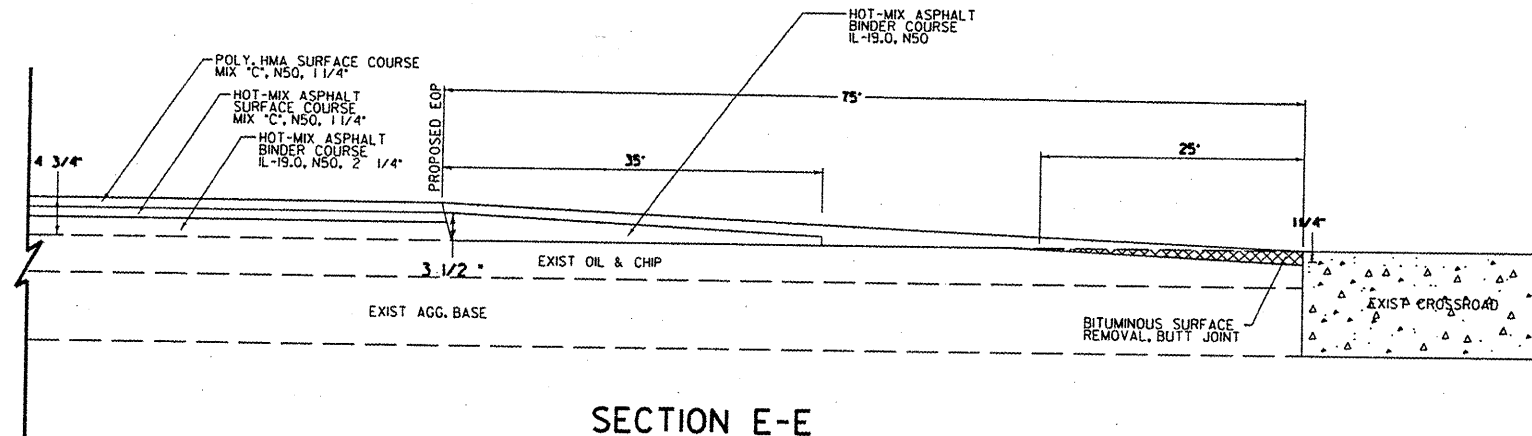 HOT-MIX ASPHALT
BINDER COURSE
IL-19.0, N50
POLY. HMA SURFACE COURSE
MIX "C", N50, 1 1/4"
HOT-MIX ASPHALT
SURFACE COURSE
MIX "C", N50, 1 1/4"
HOT-MIX ASPHALT
BINDER COURSE
IL-19.0, N50, 2 1/4"
4 3/4"
PROPOSED EOP
75'
35'
25'
1 1/4"
3 1/2 "
EXIST OIL & CHIP
EXIST AGG. BASE
BITUMINOUS SURFACE
REMOVAL, BUTT JOINT
EXIST CROSSROAD
SECTION E-E